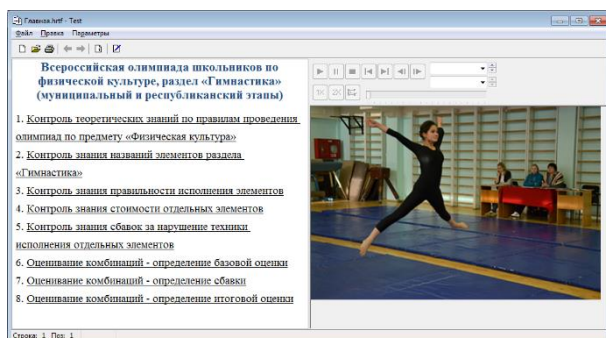 Главная.hrtf - Test
Файл Правка Параметры
Всероссийская олимпиада школьников по
физической культуре, раздел «Гимнастика»
(муниципальный и республиканский этапы)
1. Контроль теоретических знаний по правилам проведения
олимпиад по предмету «Физическая культура»
2. Контроль знания названий элементов раздела
«Гимнастика»
3. Контроль знания правильности исполнения элементов
4. Контроль знания стоимости отдельных элементов
5. Контроль знания сбавок за нарушение техники
исполнения отдельных элементов
6. Оценивание комбинаций - определение базовой оценки
7. Оценивание комбинаций - определение сбавки
8. Оценивание комбинаций - определение итоговой оценки
1X 2X
Строка: 1 Поз: 1